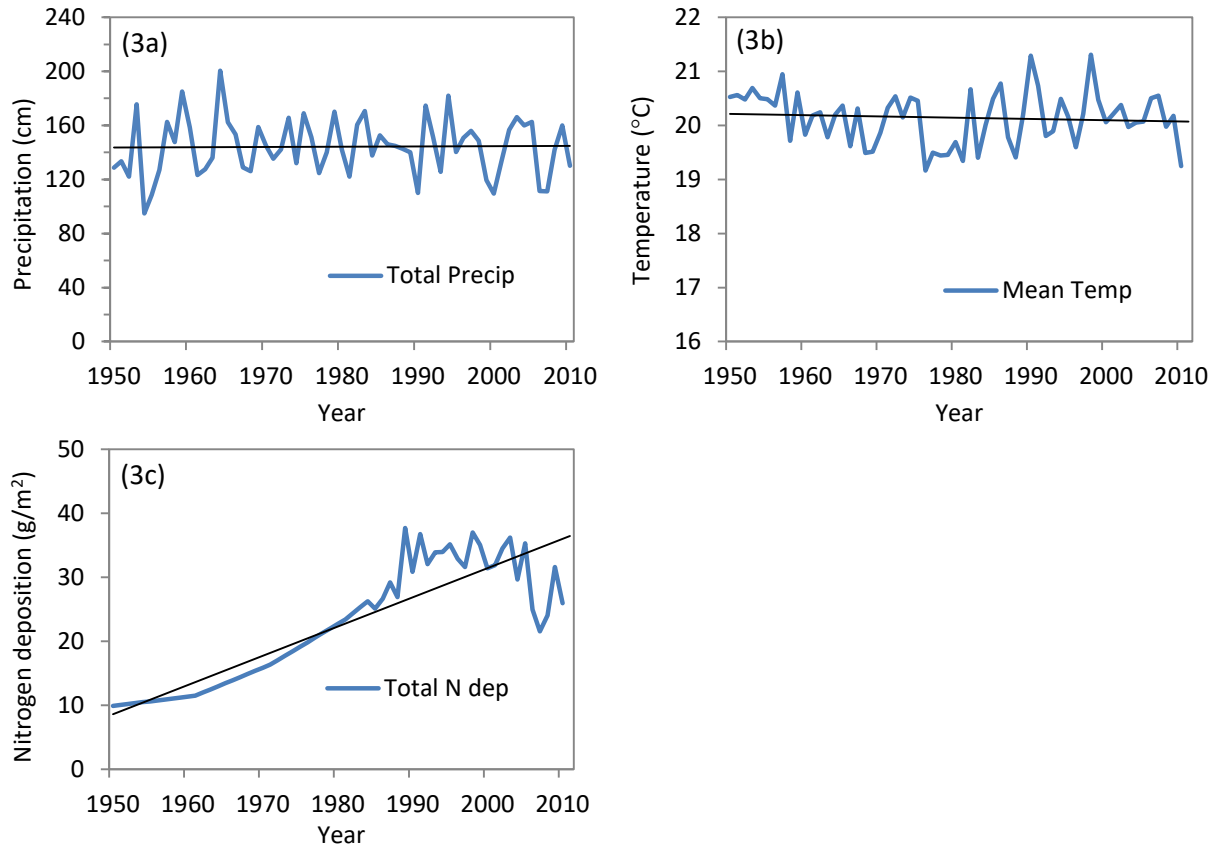 (3a)
Precipitation (cm)
240
200
160
120
80
40
0
Total Precip
1950 1960 1970 1980 1990 2000 2010
Year
(3b)
Temperature (°C)
22
21
20
19
18
17
16
Mean Temp
1950 1960 1970 1980 1990 2000 2010
Year
(3c)
Nitrogen deposition (g/m²)
50
40
30
20
10
0
Total N dep
1950 1960 1970 1980 1990 2000 2010
Year